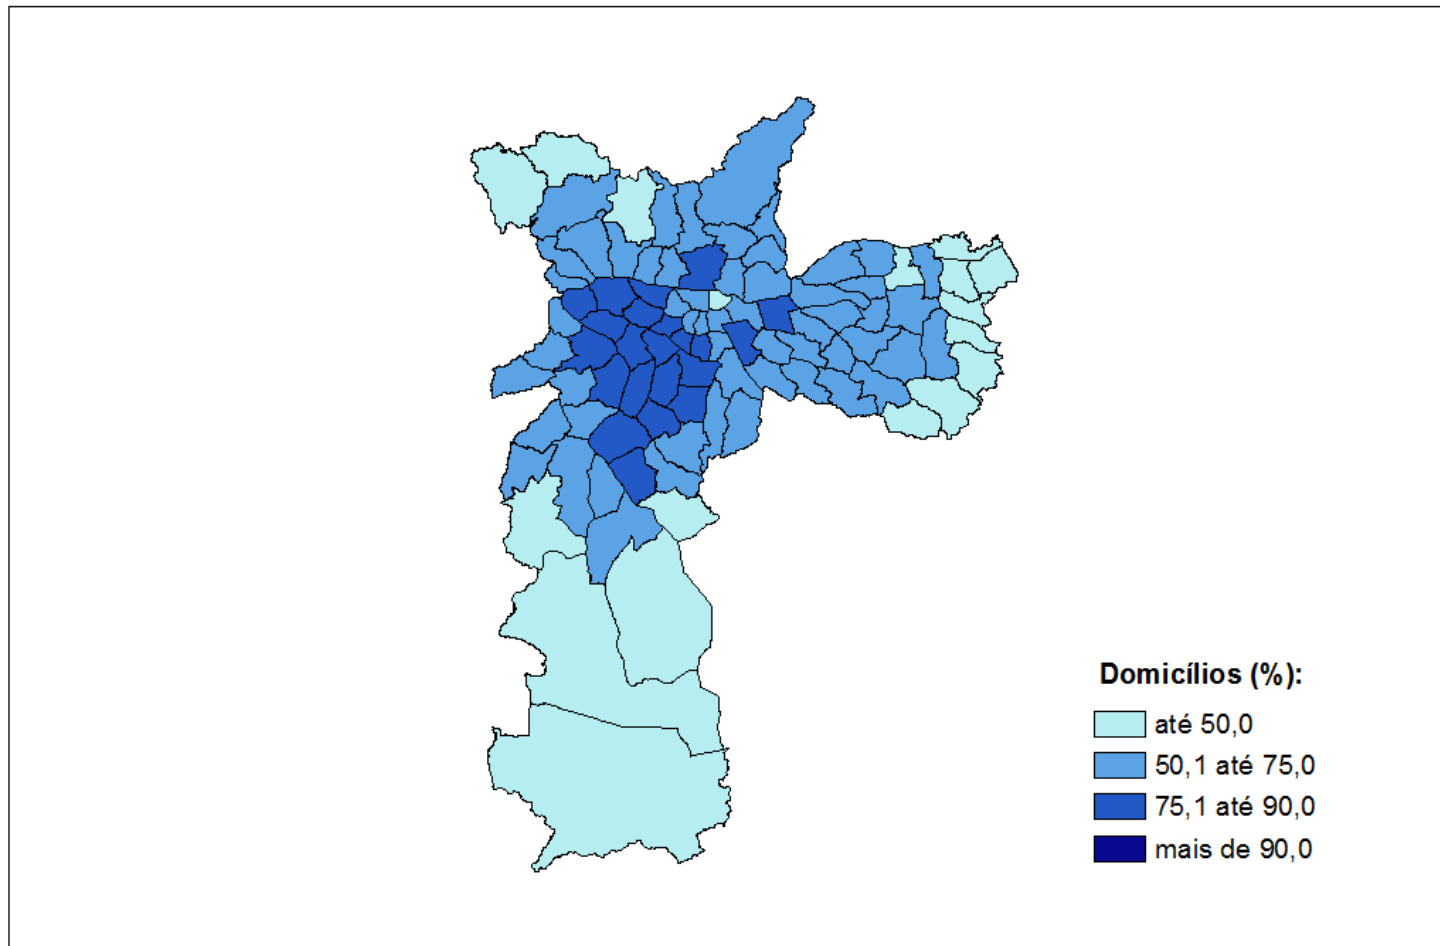 Domicílios (%):
até 50,0
50,1 até 75,0
75,1 até 90,0
mais de 90,0